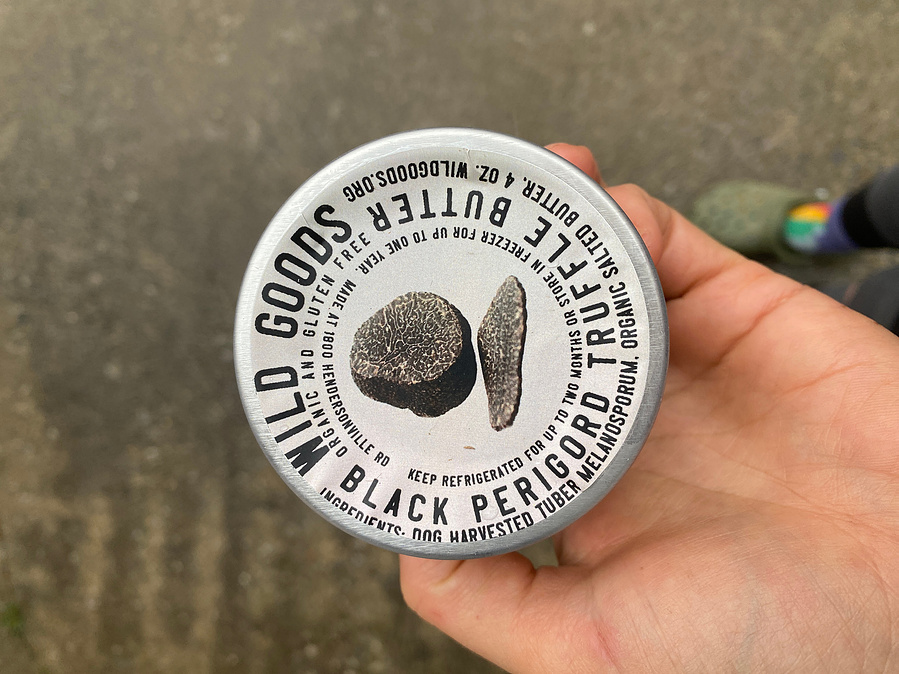 WILD GOODS
BLACK PERIGORD TRUFFLE BUTTER
INGREDIENTS: DOG HARVESTED TUBER MELANOSPORUM, ORGANIC SALTED BUTTER. 4 OZ. WILDGOODS.ORG
ORGANIC AND GLUTEN FREE
KEEP REFRIGERATED FOR UP TO TWO MONTHS OR STORE IN FREEZER FOR UP TO ONE YEAR. MADE AT 1800 HENDERSONVILLE RD